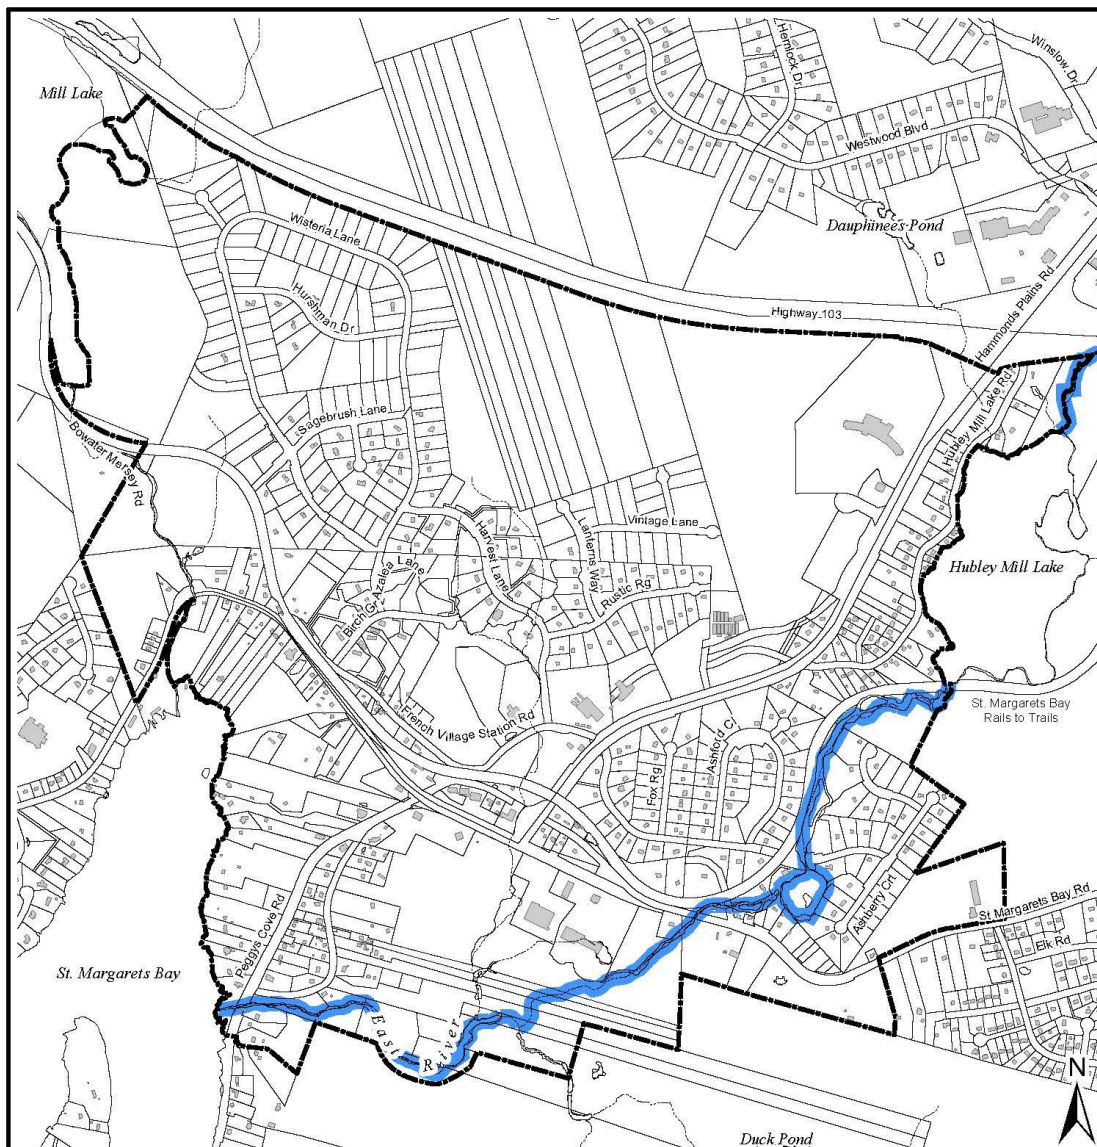 Winslow Dr
Hemlock Dr
Mill Lake
Westwood Blvd
Dauphinees Pond
Wisteria Lane
Hurshman Dr
Highway 103
Hammonds Plains Rd
Hubley Mill Lake Rd
Sagebrush Lane
Bowater Mersey Rd
Vintage Lane
Lanterns Way
Harvest Lane
Azalea Lane
Birch Gr
Rustic Rg
Hubley Mill Lake
French Village Station Rd
St. Margarets Bay
Rails to Trails
Ashford Cl
Fox Rg
Ashberry Crt
St Margarets Bay Rd
Elk Rd
Peggys Cove Rd
St. Margarets Bay
East River
N
Duck Pond